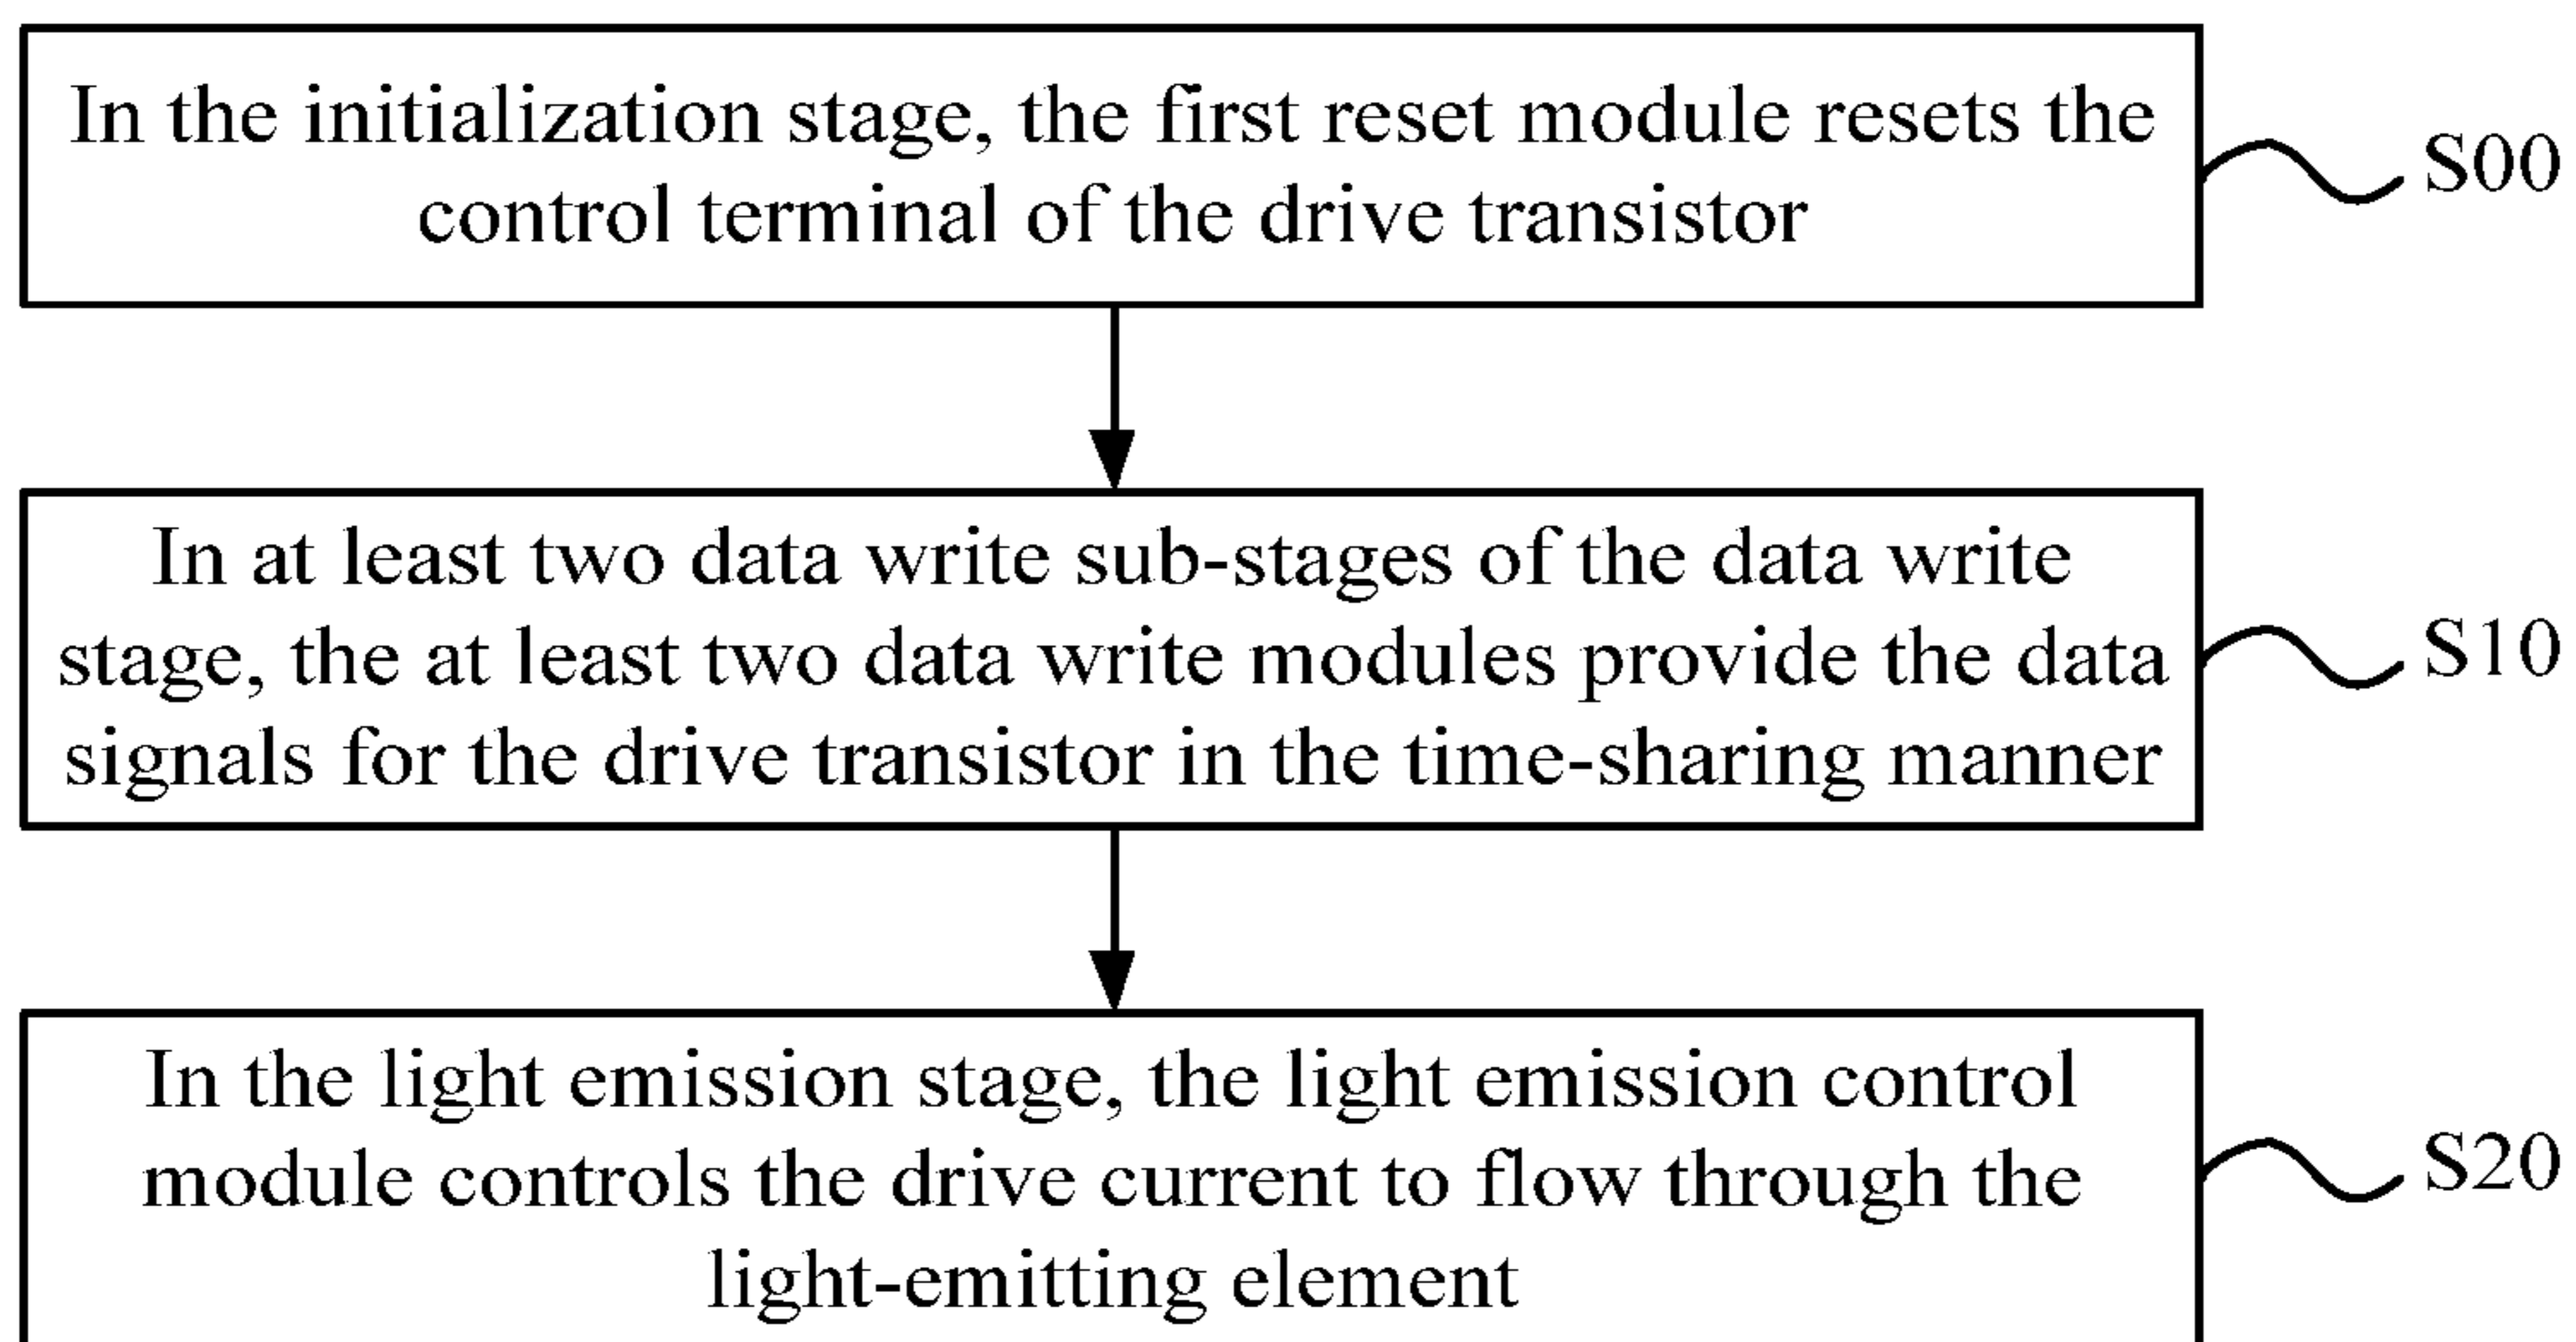 In the initialization stage, the first reset module resets the
control terminal of the drive transistor
S00
In at least two data write sub-stages of the data write
stage, the at least two data write modules provide the data
signals for the drive transistor in the time-sharing manner
S10
In the light emission stage, the light emission control
module controls the drive current to flow through the
light-emitting element
S20